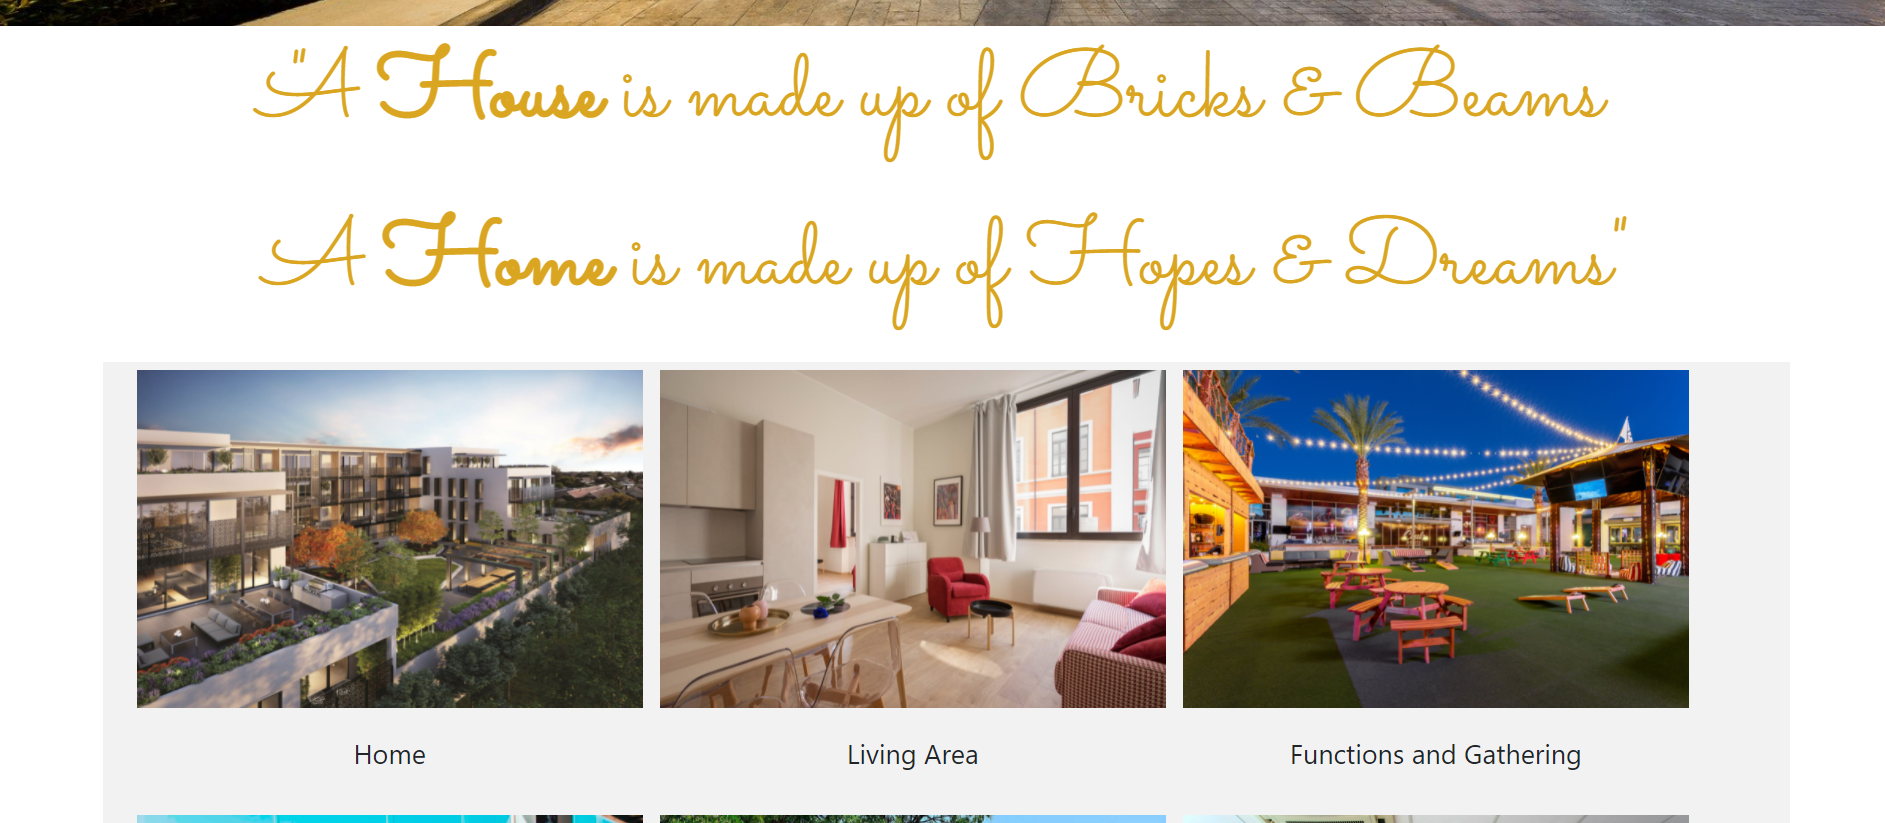 "A House is made up of Bricks & Beams
A Home is made up of Hopes & Dreams"
Home
Living Area
Functions and Gathering